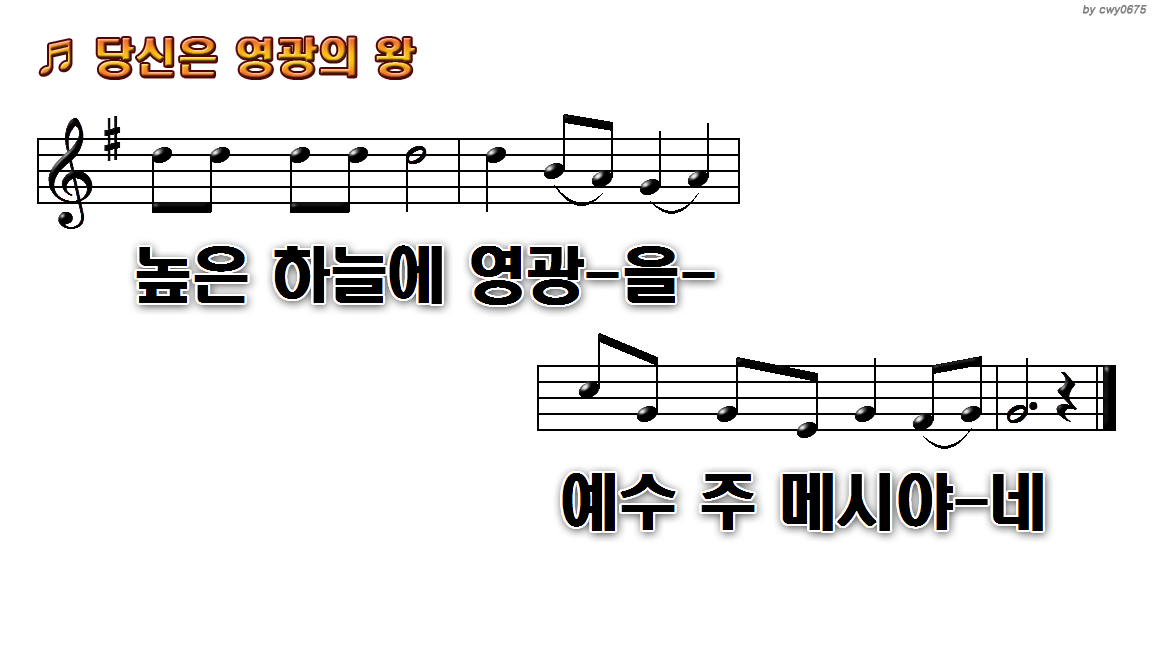 by cwy0675
♬ 당신은 영광의 왕
높은 하늘에 영광-을-
예수 주 메시야-네